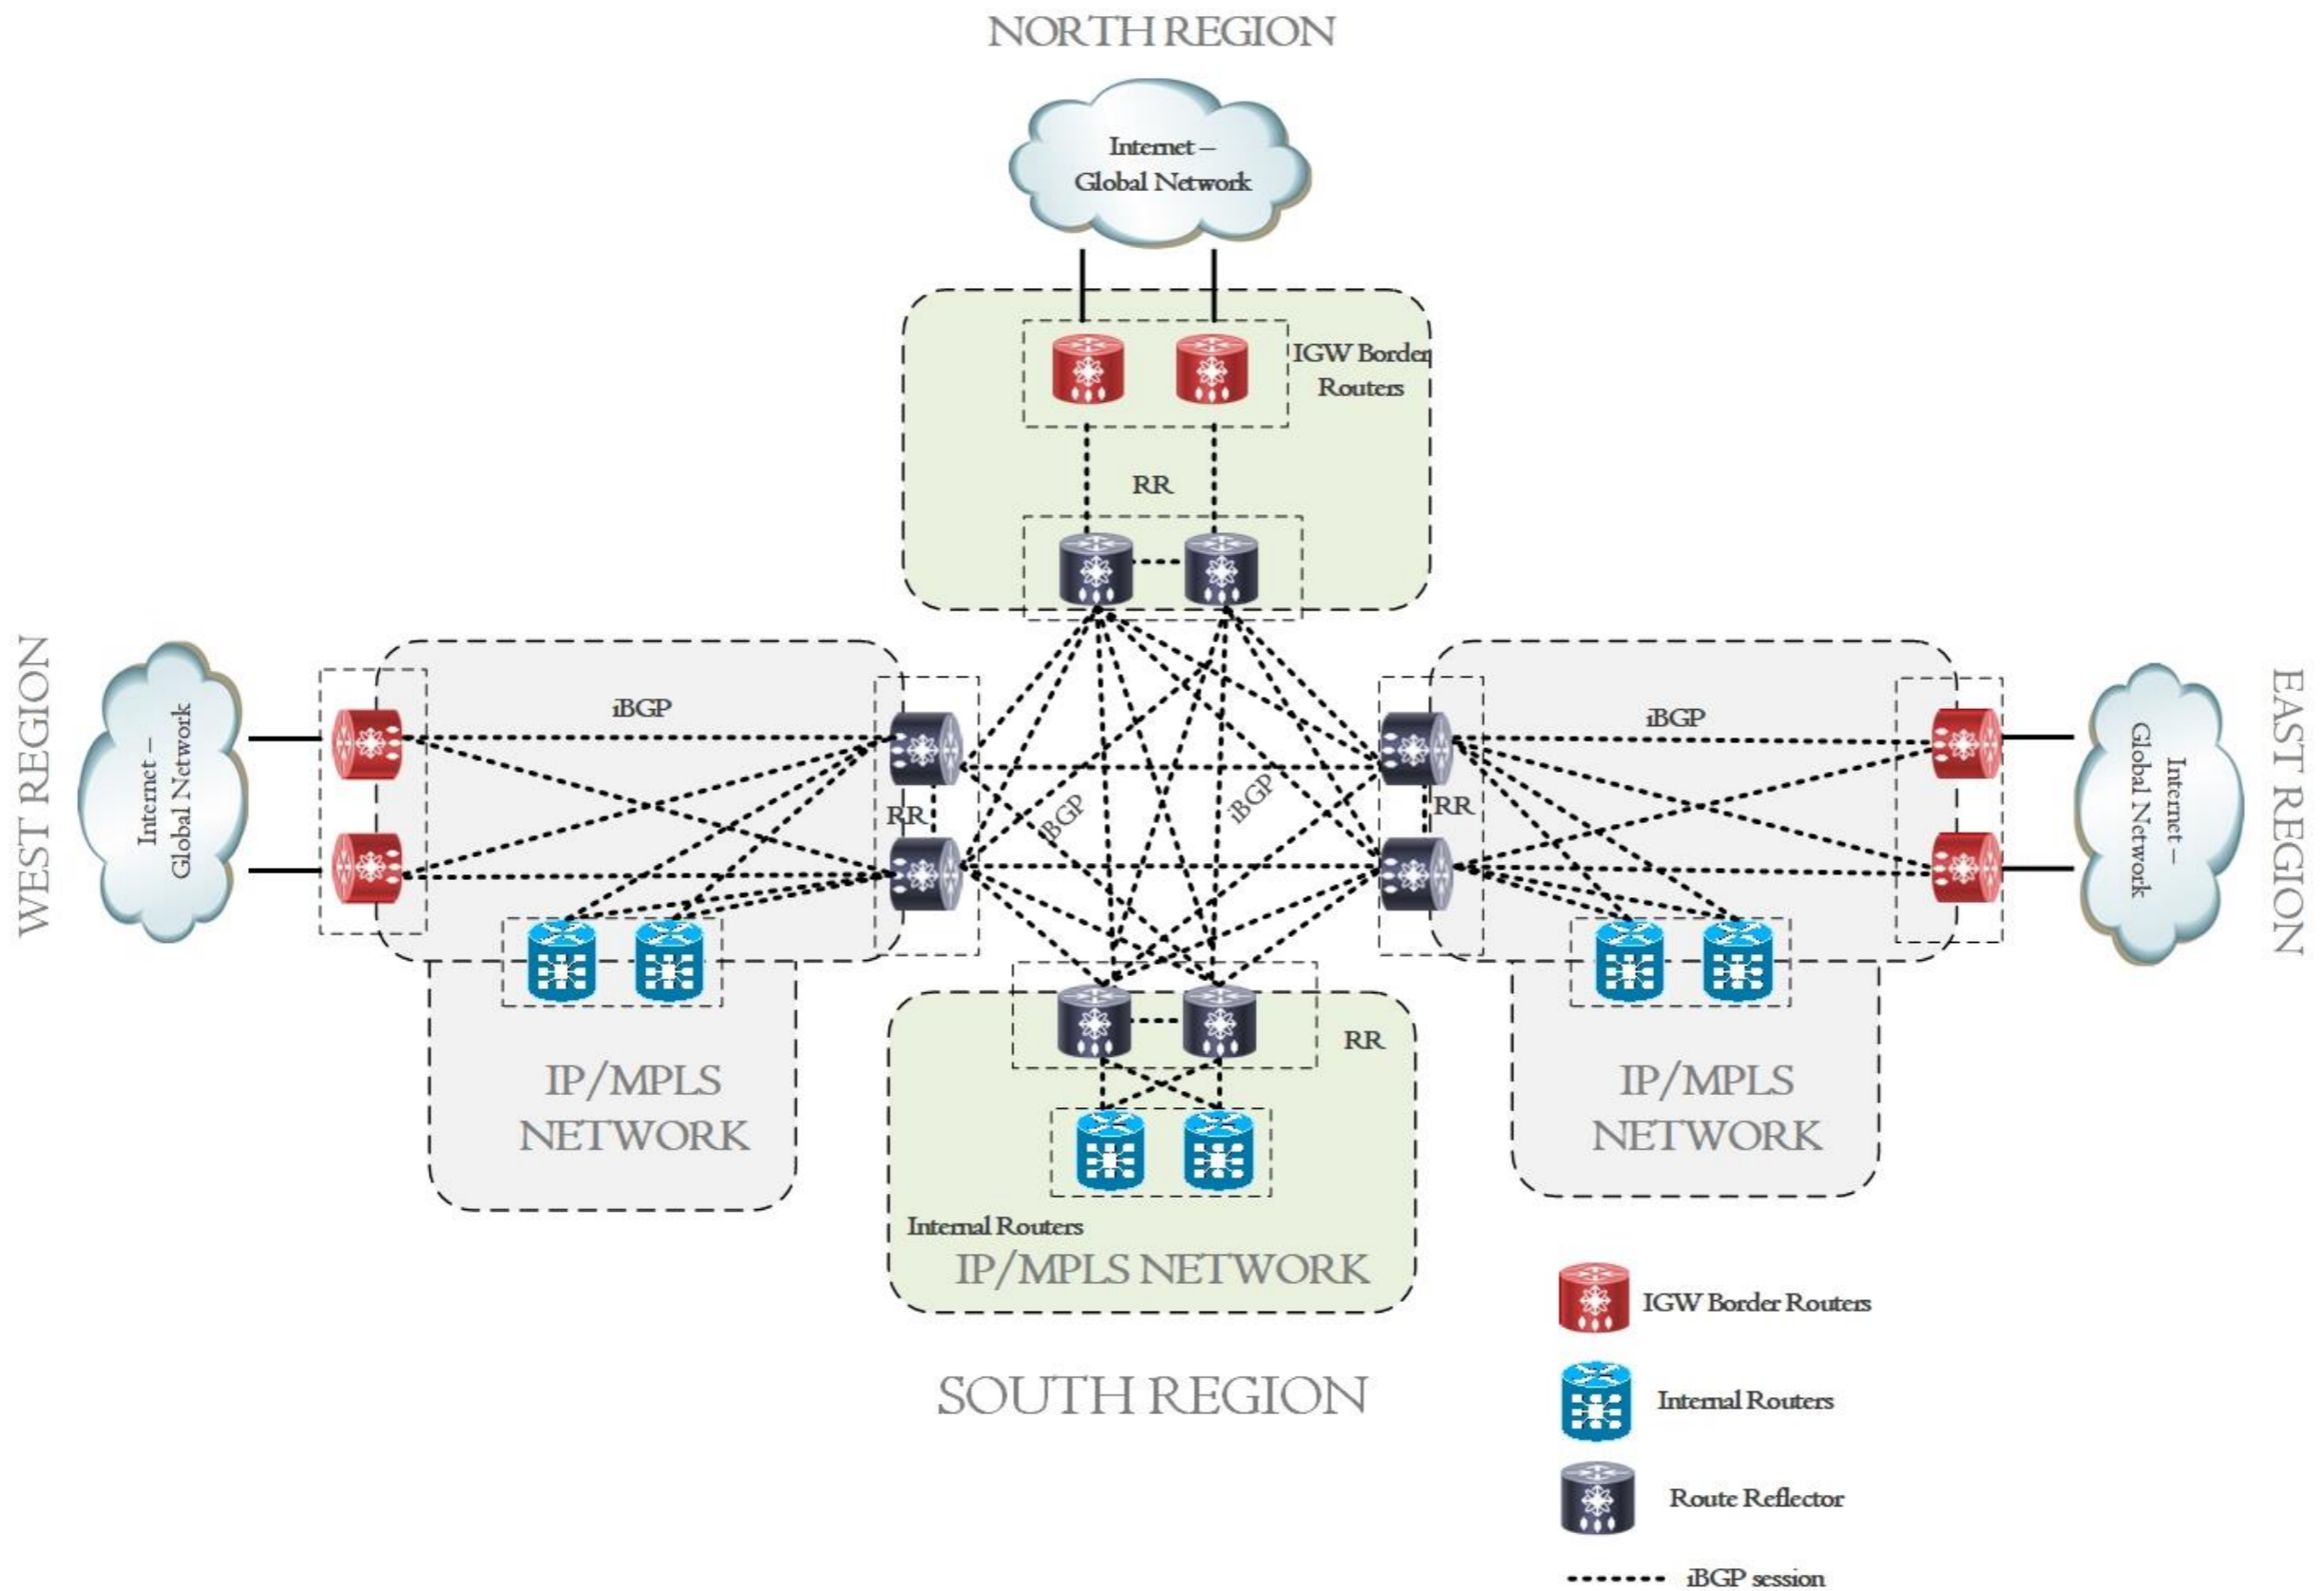 NORTH REGION
Internet –
Global Network
IGW Border
Routers
RR
WEST REGION
Internet –
Global Network
iBGP
RR
iBGP
iBGP
RR
iBGP
Internet –
Global Network
EAST REGION
IP/MPLS
NETWORK
RR
Internal Routers
IP/MPLS NETWORK
IP/MPLS
NETWORK
SOUTH REGION
IGW Border Routers
Internal Routers
Route Reflector
iBGP session